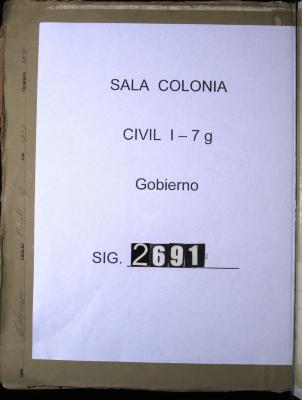 SALA COLONIA
CIVIL I – 7 g
Gobierno
SIG. 2691